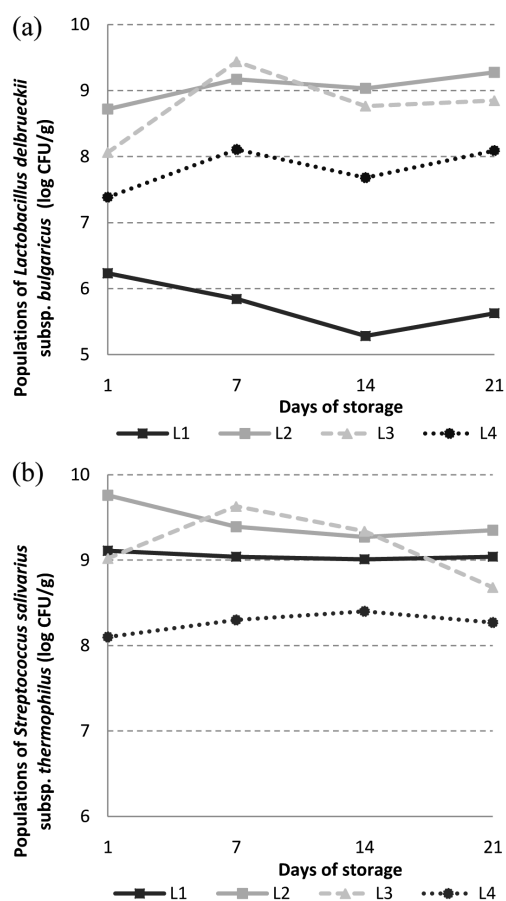 (a)
Populations of Lactobacillus delbrueckii
subsp. bulgaricus (log CFU/g)
10
9
8
7
6
5
1 7 14 21
Days of storage
L1 L2 L3 L4
(b)
Populations of Streptococcus salivarius
subsp. thermophilus (log CFU/g)
10
9
8
7
6
1 7 14 21
Days of storage
L1 L2 L3 L4